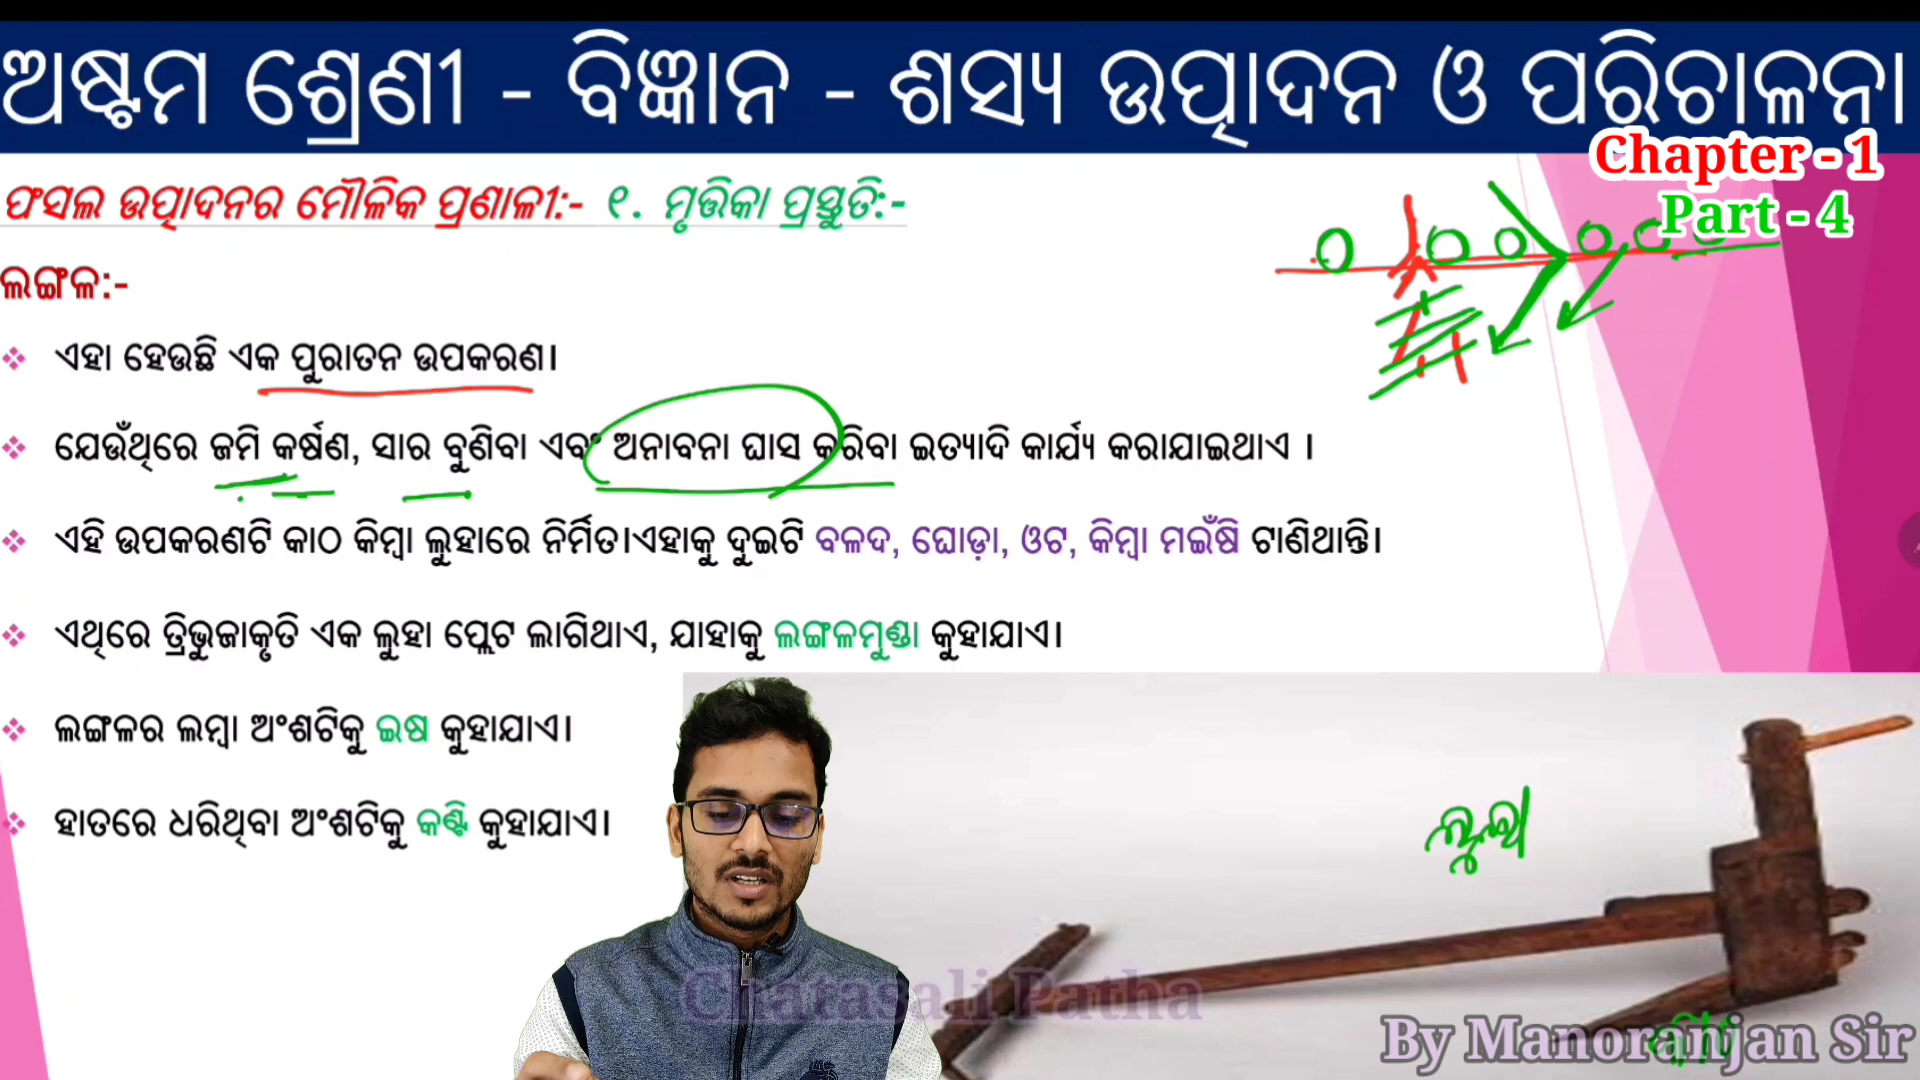 ଅଷ୍ଟମ ଶ୍ରେଣୀ - ବିଜ୍ଞାନ - ଶସ୍ୟ ଉତ୍ପାଦନ ଓ ପରିଚାଳନା
Chapter - 1
Part - 4
ଫସଲ ଉତ୍ପାଦନର ମୌଳିକ ପ୍ରଣାଳୀ:- ୧. ମୃତ୍ତିକା ପ୍ରସ୍ତୁତି:-
ଲଙ୍ଗଳ:-
ଏହା ହେଉଛି ଏକ ପୁରାତନ ଉପକରଣ।
ଯେଉଁଥିରେ ଜମି କର୍ଷଣ, ସାର ବୁଣିବା ଏବଂ ଅନାବନା ଘାସ କରିବା ଇତ୍ୟାଦି କାର୍ଯ୍ୟ କରାଯାଇଥାଏ ।
ଏହି ଉପକରଣଟି କାଠ କିମ୍ବା ଲୁହାରେ ନିର୍ମିତ।ଏହାକୁ ଦୁଇଟି ବଳଦ, ଘୋଡ଼ା, ଓଟ, କିମ୍ବା ମଇଁଷି ଟାଣିଥାନ୍ତି।
ଏଥିରେ ତ୍ରିଭୁଜାକୃତି ଏକ ଲୁହା ପ୍ଲେଟ ଲାଗିଥାଏ, ଯାହାକୁ ଲଙ୍ଗଳମୁଣ୍ଡା କୁହାଯାଏ।
ଲଙ୍ଗଳର ଲମ୍ବା ଅଂଶଟିକୁ ଇଷ କୁହାଯାଏ।
ହାତରେ ଧରିଥିବା ଅଂଶଟିକୁ କଣ୍ଟି କୁହାଯାଏ।
Chatasali Patha
By Manoranjan Sir